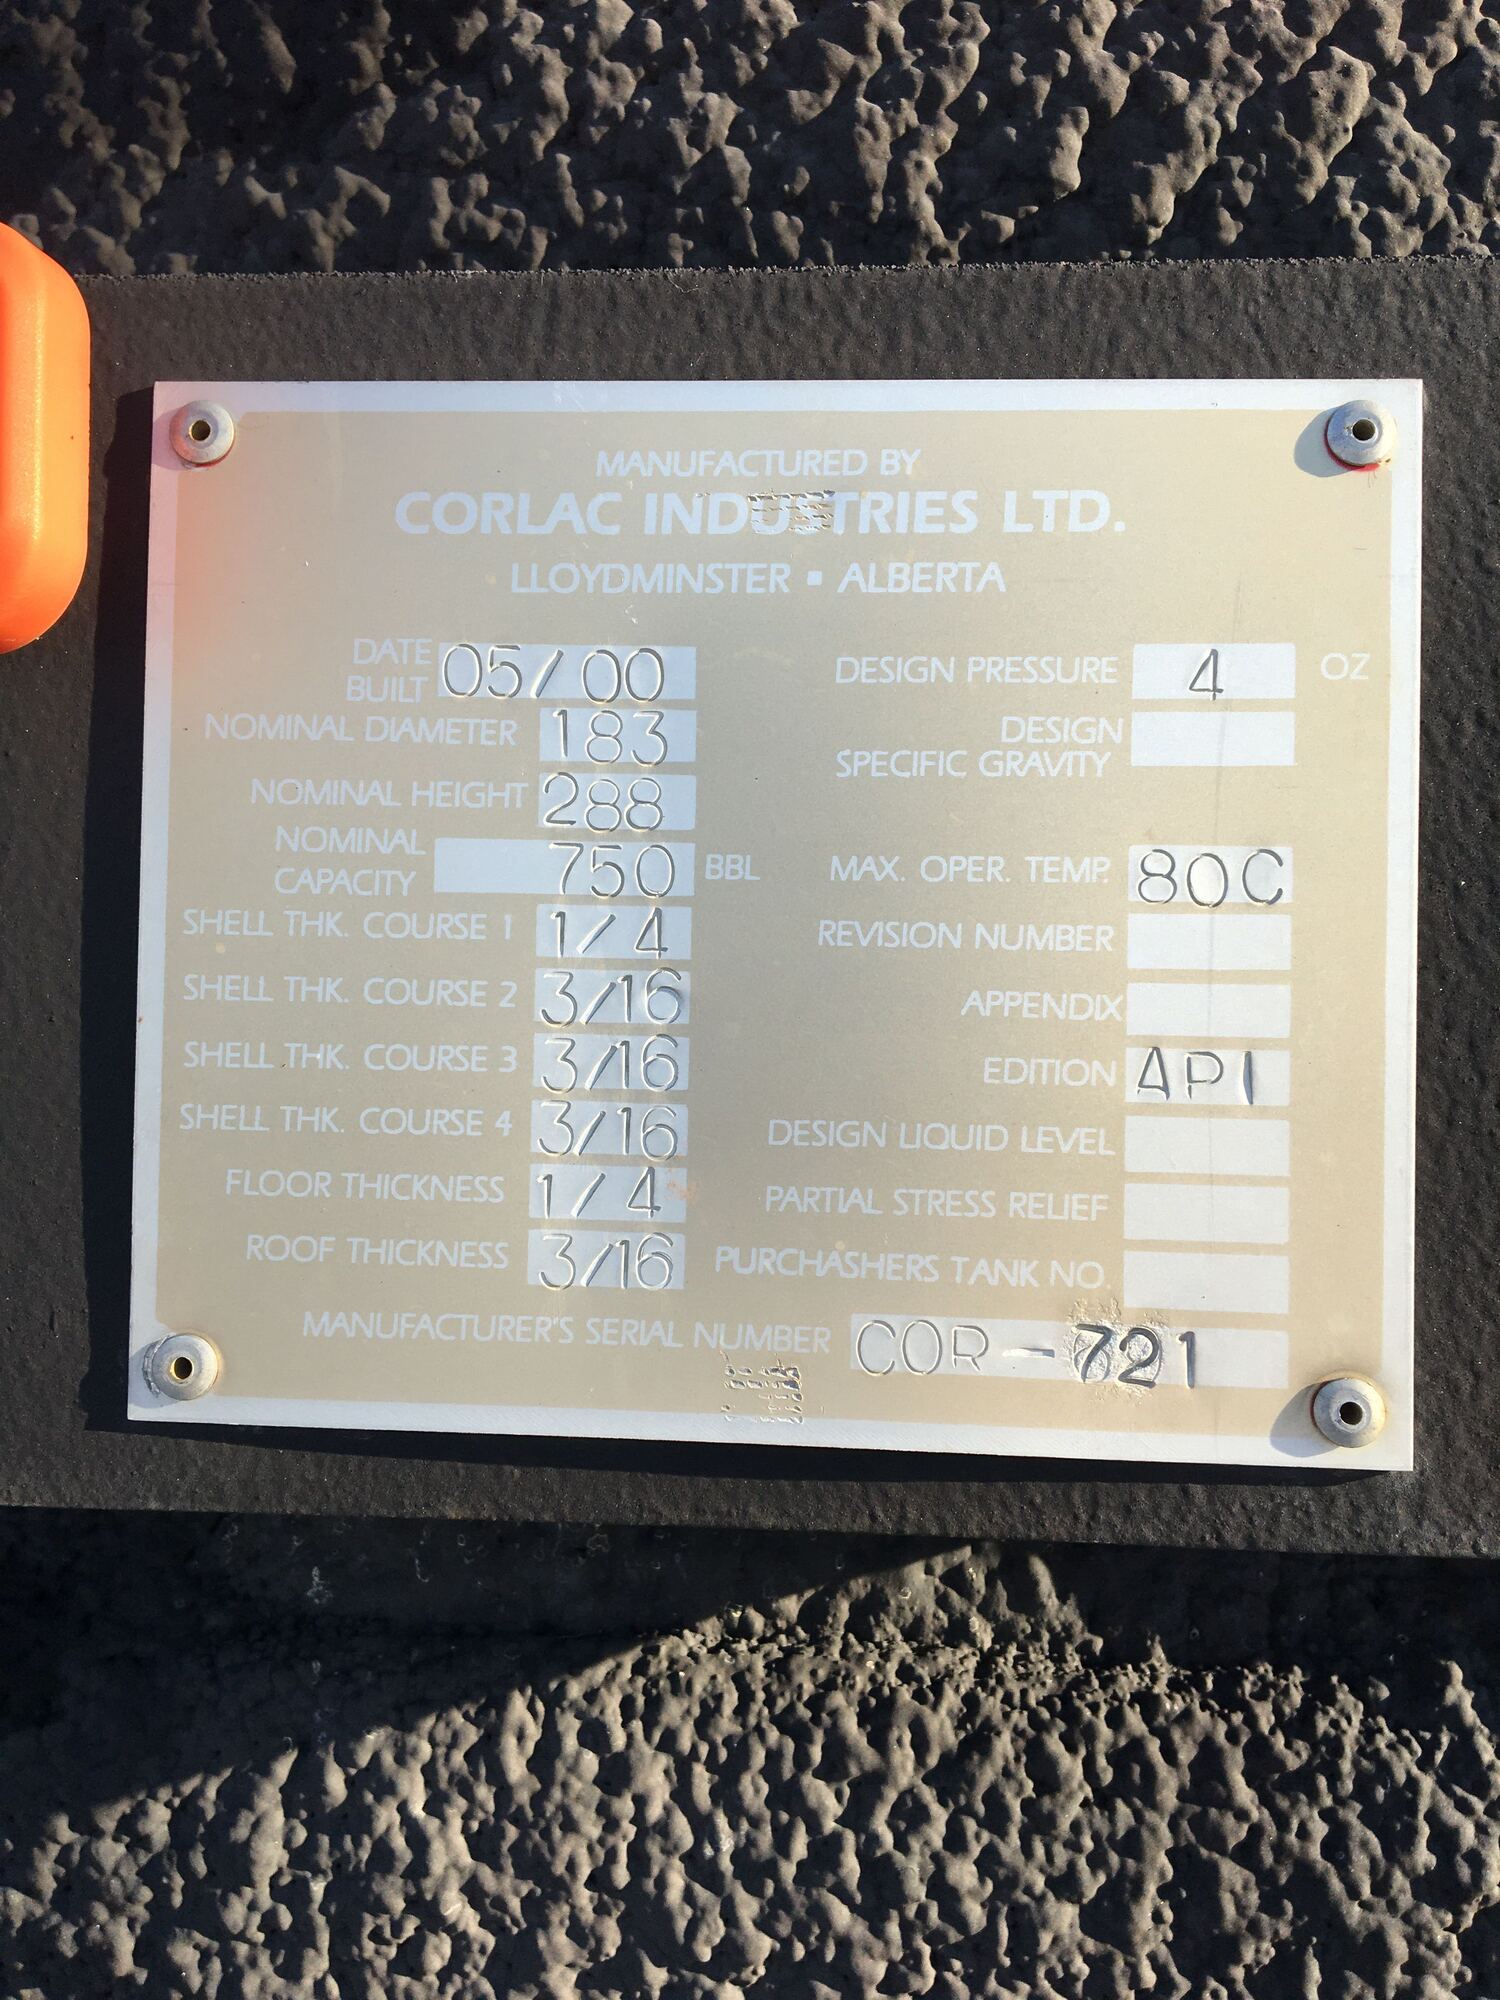 MANUFACTURED BY
CORLAC INDUSTRIES LTD.
LLOYDMINSTER ▪ ALBERTA
DATE BUILT 05/00
NOMINAL DIAMETER 183
NOMINAL HEIGHT 288
NOMINAL CAPACITY 750 BBL
SHELL THK. COURSE 1 1/4
SHELL THK. COURSE 2 3/16
SHELL THK. COURSE 3 3/16
SHELL THK. COURSE 4 3/16
FLOOR THICKNESS 1/4
ROOF THICKNESS 3/16
DESIGN PRESSURE 4 OZ
DESIGN SPECIFIC GRAVITY
MAX. OPER. TEMP. 80C
REVISION NUMBER
APPENDIX
EDITION API
DESIGN LIQUID LEVEL
PARTIAL STRESS RELIEF
PURCHASHERS TANK NO.
MANUFACTURER'S SERIAL NUMBER COR-721